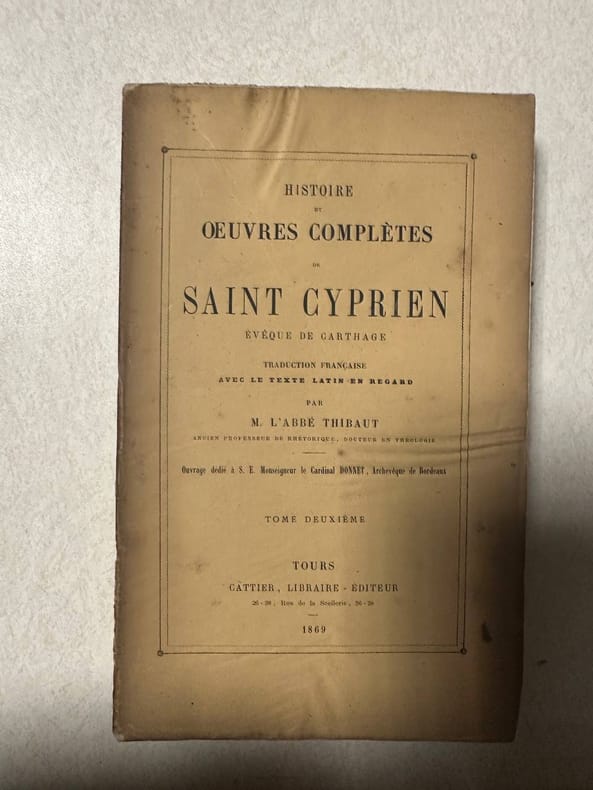 HISTOIRE
ET
OEUVRES COMPLÈTES
DE
SAINT CYPRIEN
ÉVÊQUE DE CARTHAGE
TRADUCTION FRANÇAISE
AVEC LE TEXTE LATIN EN REGARD
PAR
M. L'ABBÉ THIBAUT
ANCIEN PROFESSEUR DE RHÉTORIQUE, DOCTEUR EN THÉOLOGIE
Ouvrage dédié à S. E. Monseigneur le Cardinal DONNET, Archevêque de Bordeaux
TOME DEUXIÈME
TOURS
CATTIER, LIBRAIRE-ÉDITEUR
26-28, Rue de la Scellerie, 26-28
1869